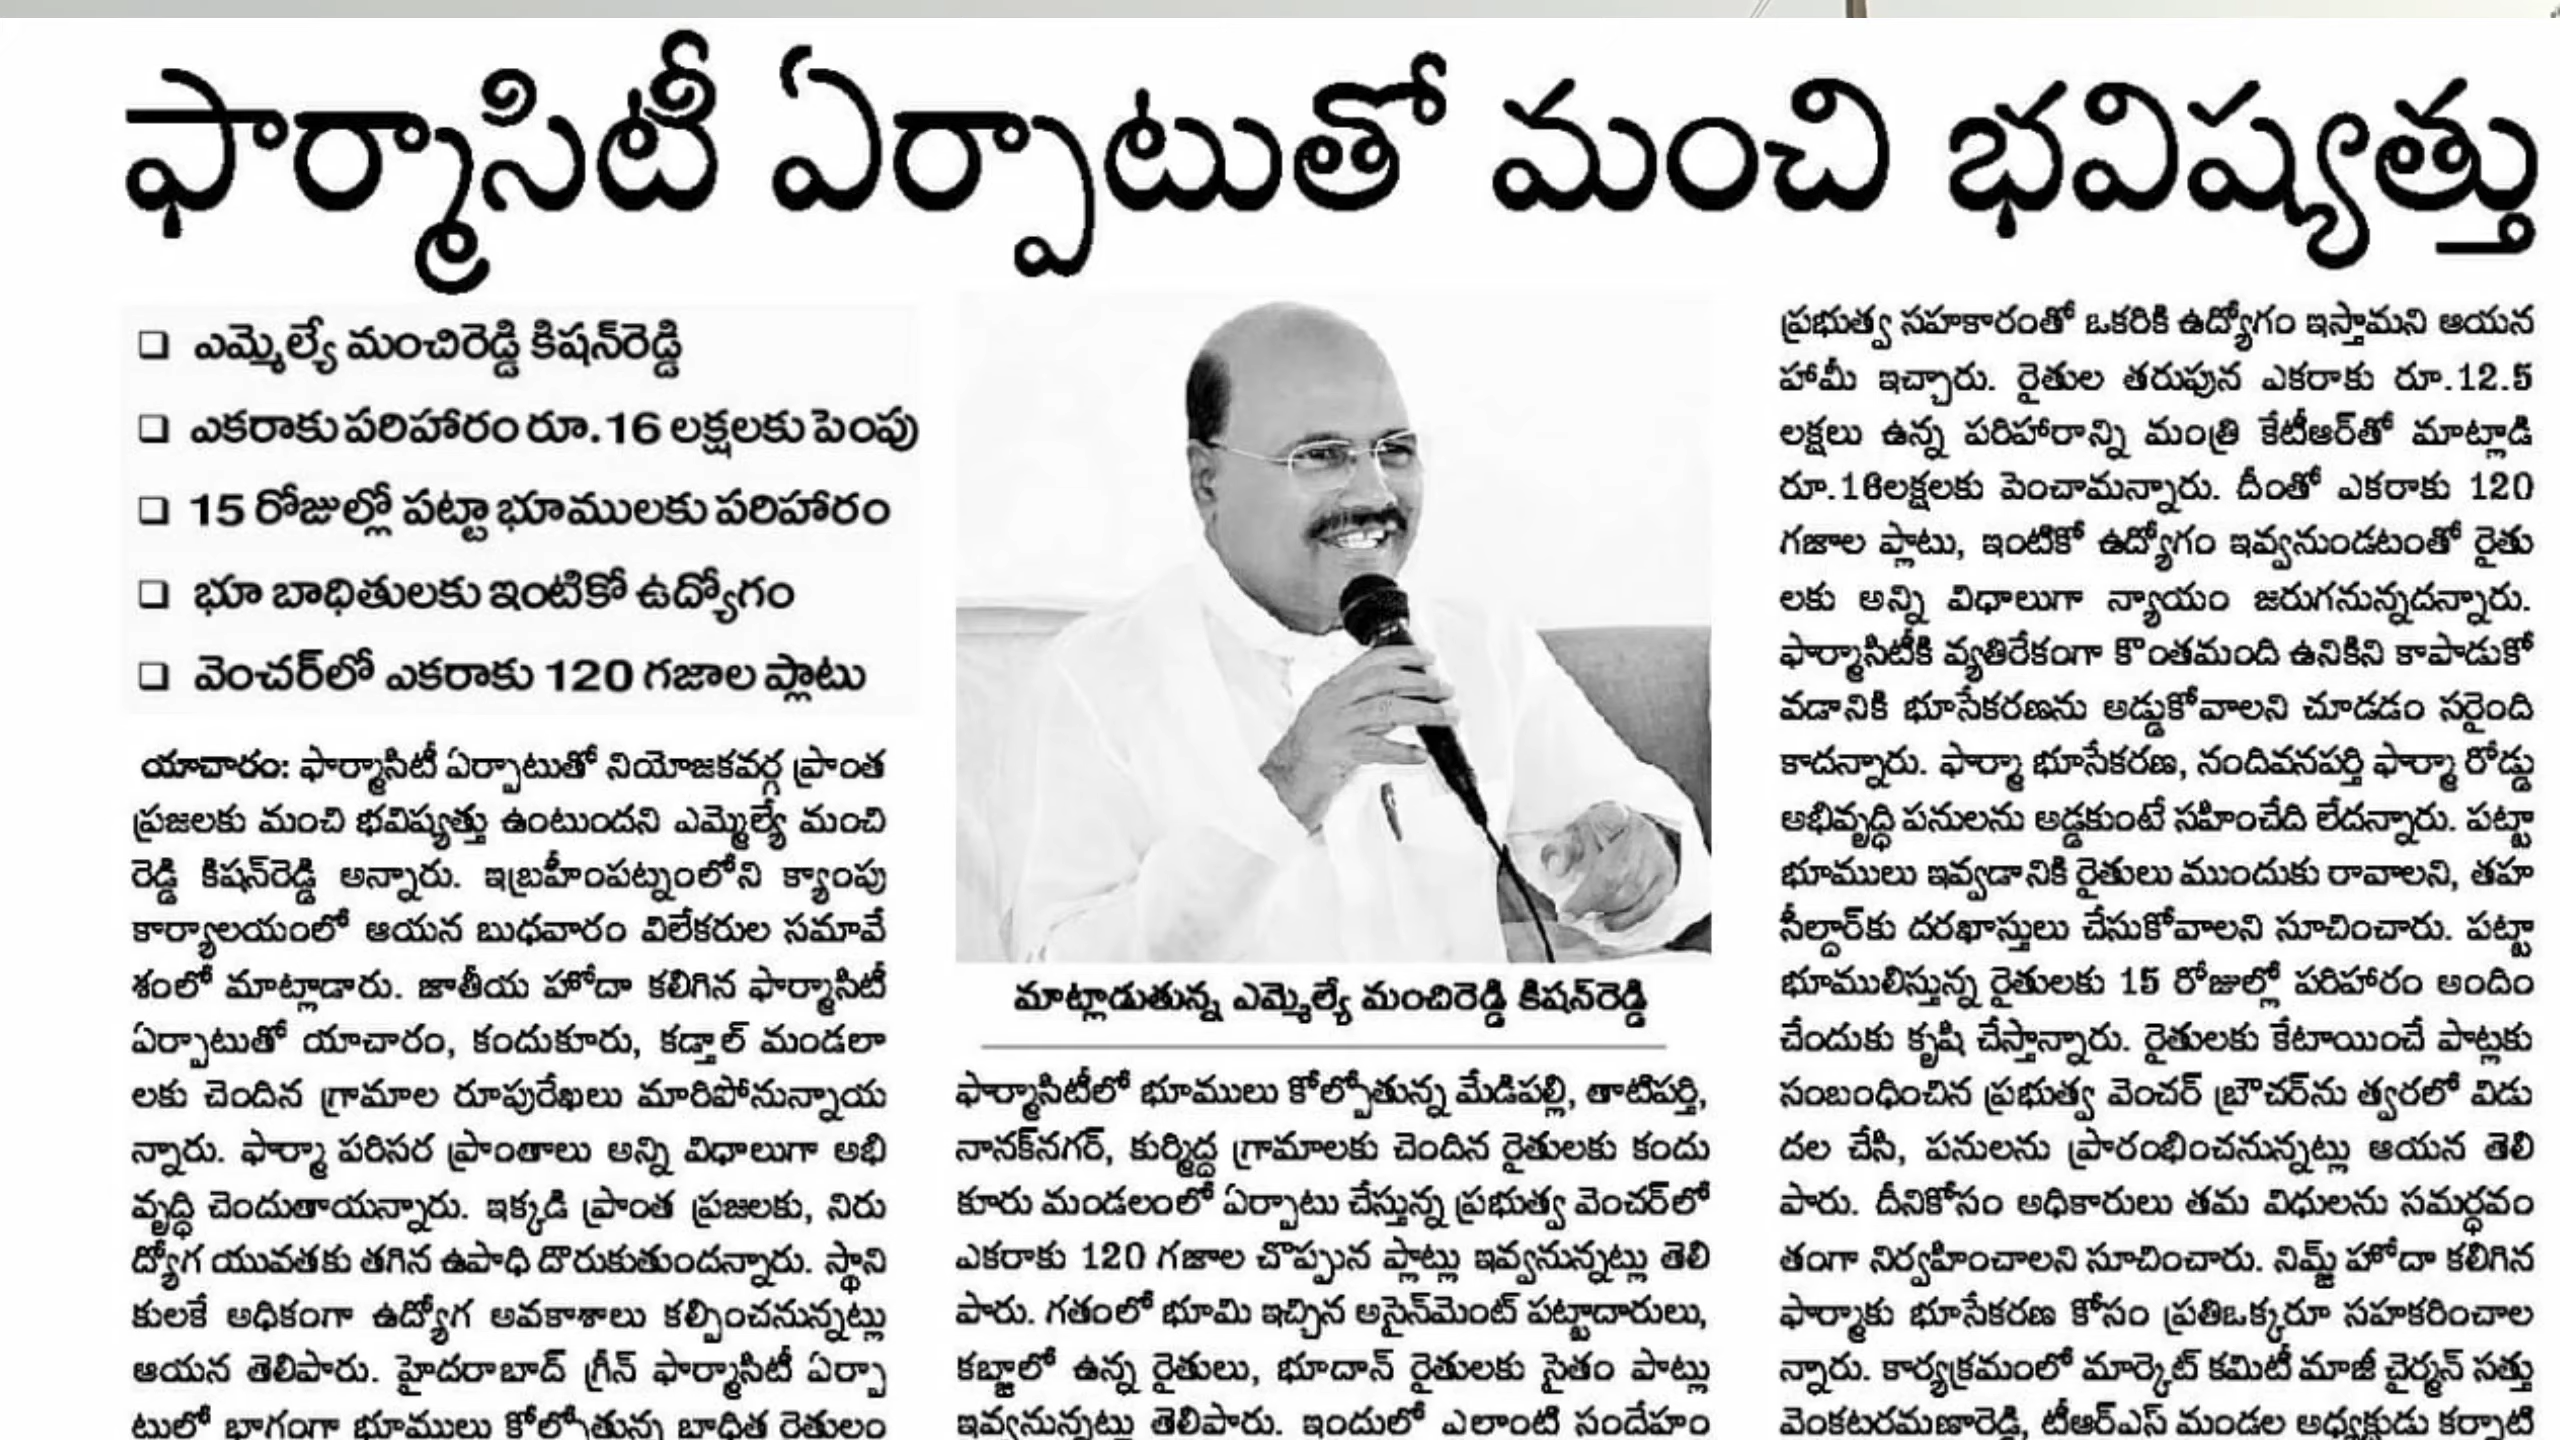 ఫార్మాసిటీ ఏర్పాటుతో మంచి భవిష్యత్తు
❑ ఎమ్మెల్యే మంచిరెడ్డి కిషన్‌రెడ్డి
❑ ఎకరాకు పరిహారం రూ.16 లక్షలకు పెంపు
❑ 15 రోజుల్లో పట్టా భూములకు పరిహారం
❑ భూ బాధితులకు ఇంటికో ఉద్యోగం
❑ వెంచర్‌లో ఎకరాకు 120 గజాల ప్లాటు
యాచారం: ఫార్మాసిటీ ఏర్పాటుతో నియోజకవర్గ ప్రాంత
ప్రజలకు మంచి భవిష్యత్తు ఉంటుందని ఎమ్మెల్యే మంచి
రెడ్డి కిషన్‌రెడ్డి అన్నారు. ఇబ్రహీంపట్నంలోని క్యాంపు
కార్యాలయంలో ఆయన బుధవారం విలేకరుల సమావే
శంలో మాట్లాడారు. జాతీయ హోదా కలిగిన ఫార్మాసిటీ
ఏర్పాటుతో యాచారం, కందుకూరు, కడ్తాల్ మండలా
లకు చెందిన గ్రామాల రూపురేఖలు మారిపోనున్నాయ
న్నారు. ఫార్మా పరిసర ప్రాంతాలు అన్ని విధాలుగా అభి
వృద్ధి చెందుతాయన్నారు. ఇక్కడి ప్రాంత ప్రజలకు, నిరు
ద్యోగ యువతకు తగిన ఉపాధి దొరుకుతుందన్నారు. స్థాని
కులకే అధికంగా ఉద్యోగ అవకాశాలు కల్పించనున్నట్లు
ఆయన తెలిపారు. హైదరాబాద్ గ్రీన్ ఫార్మాసిటీ ఏర్పా
టులో భాగంగా భూములు కోల్పోతున్న బాధిత రైతులం
మాట్లాడుతున్న ఎమ్మెల్యే మంచిరెడ్డి కిషన్‌రెడ్డి
ఫార్మాసిటీలో భూములు కోల్పోతున్న మేడిపల్లి, తాటిపర్తి,
నానక్‌నగర్, కుర్మిద్ద గ్రామాలకు చెందిన రైతులకు కందు
కూరు మండలంలో ఏర్పాటు చేస్తున్న ప్రభుత్వ వెంచర్‌లో
ఎకరాకు 120 గజాల చొప్పున ప్లాట్లు ఇవ్వనున్నట్లు తెలి
పారు. గతంలో భూమి ఇచ్చిన అసైన్‌మెంట్ పట్టాదారులు,
కబ్జాలో ఉన్న రైతులు, భూదాన్ రైతులకు సైతం పాట్లు
ఇవ్వనున్నటు తెలిపారు. ఇందులో ఎలాంటి సందేహం
ప్రభుత్వ సహకారంతో ఒకరికి ఉద్యోగం ఇస్తామని ఆయన
హామీ ఇచ్చారు. రైతుల తరుపున ఎకరాకు రూ.12.5
లక్షలు ఉన్న పరిహారాన్ని మంత్రి కేటీఆర్‌తో మాట్లాడి
రూ.16లక్షలకు పెంచామన్నారు. దీంతో ఎకరాకు 120
గజాల ప్లాటు, ఇంటికో ఉద్యోగం ఇవ్వనుండటంతో రైతు
లకు అన్ని విధాలుగా న్యాయం జరుగనున్నదన్నారు.
ఫార్మాసిటీకి వ్యతిరేకంగా కొంతమంది ఉనికిని కాపాడుకో
వడానికి భూసేకరణను అడ్డుకోవాలని చూడడం సరైంది
కాదన్నారు. ఫార్మా భూసేకరణ, నందివనపర్తి ఫార్మా రోడ్డు
అభివృద్ధి పనులను అడ్డకుంటే సహించేది లేదన్నారు. పట్టా
భూములు ఇవ్వడానికి రైతులు ముందుకు రావాలని, తహ
సీల్దార్‌కు దరఖాస్తులు చేసుకోవాలని సూచించారు. పట్టా
భూములిస్తున్న రైతులకు 15 రోజుల్లో పరిహారం అందిం
చేందుకు కృషి చేస్తాన్నారు. రైతులకు కేటాయించే పాట్లకు
సంబంధించిన ప్రభుత్వ వెంచర్ బ్రౌచర్‌ను త్వరలో విడు
దల చేసి, పనులను ప్రారంభించనున్నట్లు ఆయన తెలి
పారు. దీనికోసం అధికారులు తమ విధులను సమర్ధవం
తంగా నిర్వహించాలని సూచించారు. నిమ్జ్ హోదా కలిగిన
ఫార్మాకు భూసేకరణ కోసం ప్రతిఒక్కరూ సహకరించాల
న్నారు. కార్యక్రమంలో మార్కెట్ కమిటీ మాజీ చైర్మన్ సత్తు
వెంకటరమణారెడ్డి, టీఆర్ఎస్ మండల అధ్యక్షుడు కర్నాటి